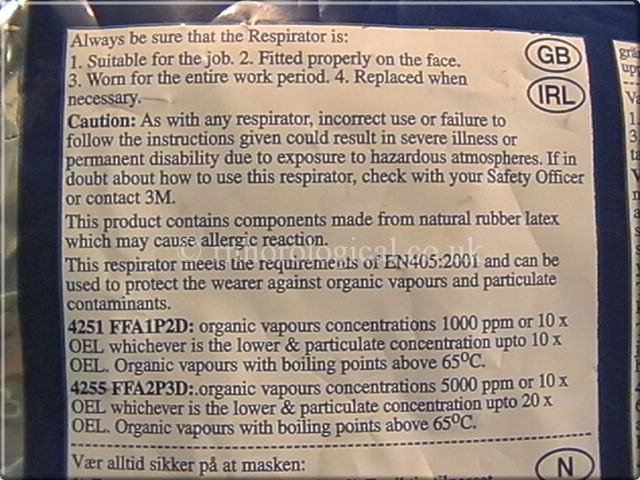 Always be sure that the Respirator is:
1. Suitable for the job. 2. Fitted properly on the face.
3. Worn for the entire work period. 4. Replaced when
necessary.
GB
IRL
Caution: As with any respirator, incorrect use or failure to
follow the instructions given could result in severe illness or
permanent disability due to exposure to hazardous atmospheres. If in
doubt about how to use this respirator, check with your Safety Officer
or contact 3M.
This product contains components made from natural rubber latex
which may cause allergic reaction.
This respirator meets the requirements of EN405:2001 and can be
used to protect the wearer against organic vapours and particulate
contaminants.
4251 FFA1P2D: organic vapours concentrations 1000 ppm or 10 x
OEL whichever is the lower & particulate concentration upto 10 x
OEL. Organic vapours with boiling points above 65°C.
4255 FFA2P3D:.organic vapours concentrations 5000 ppm or 10 x
OEL whichever is the lower & particulate concentration upto 20 x
OEL. Organic vapours with boiling points above 65°C.
Vær alltid sikker på at masken:
N